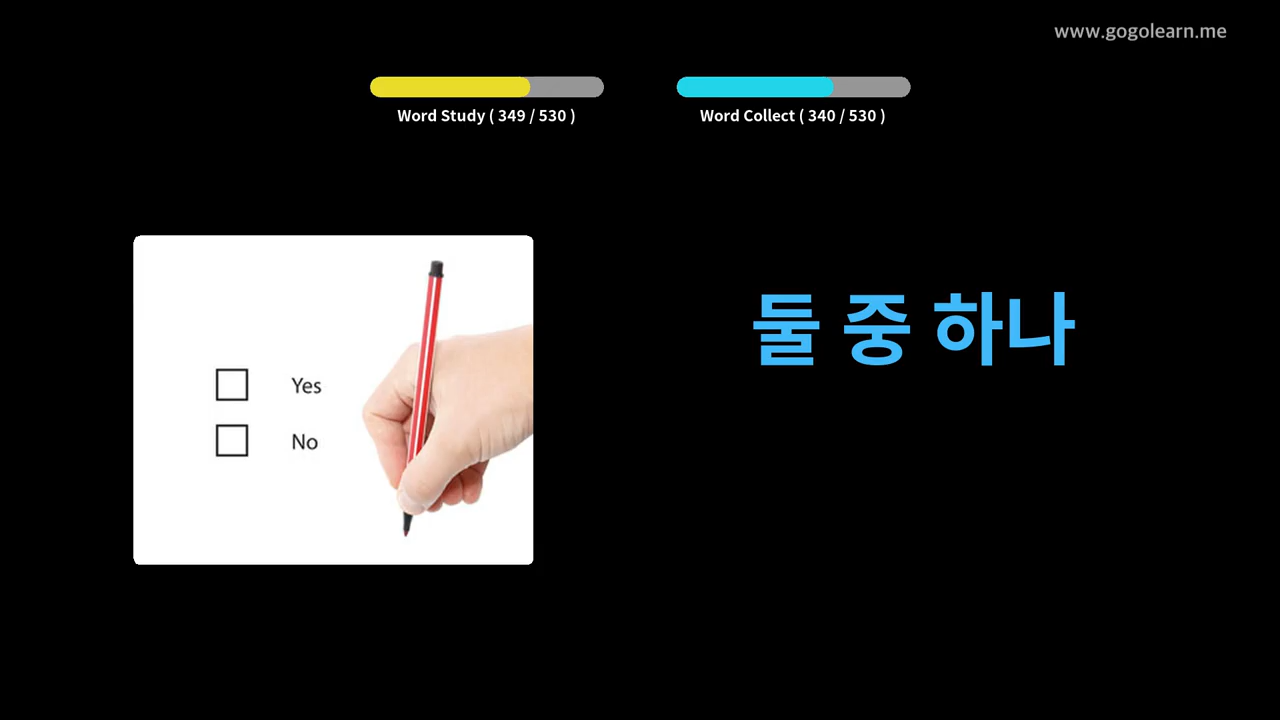 www.gogolearn.me
Word Study ( 349 / 530 )
Word Collect ( 340 / 530 )
둘 중 하나
Yes
No